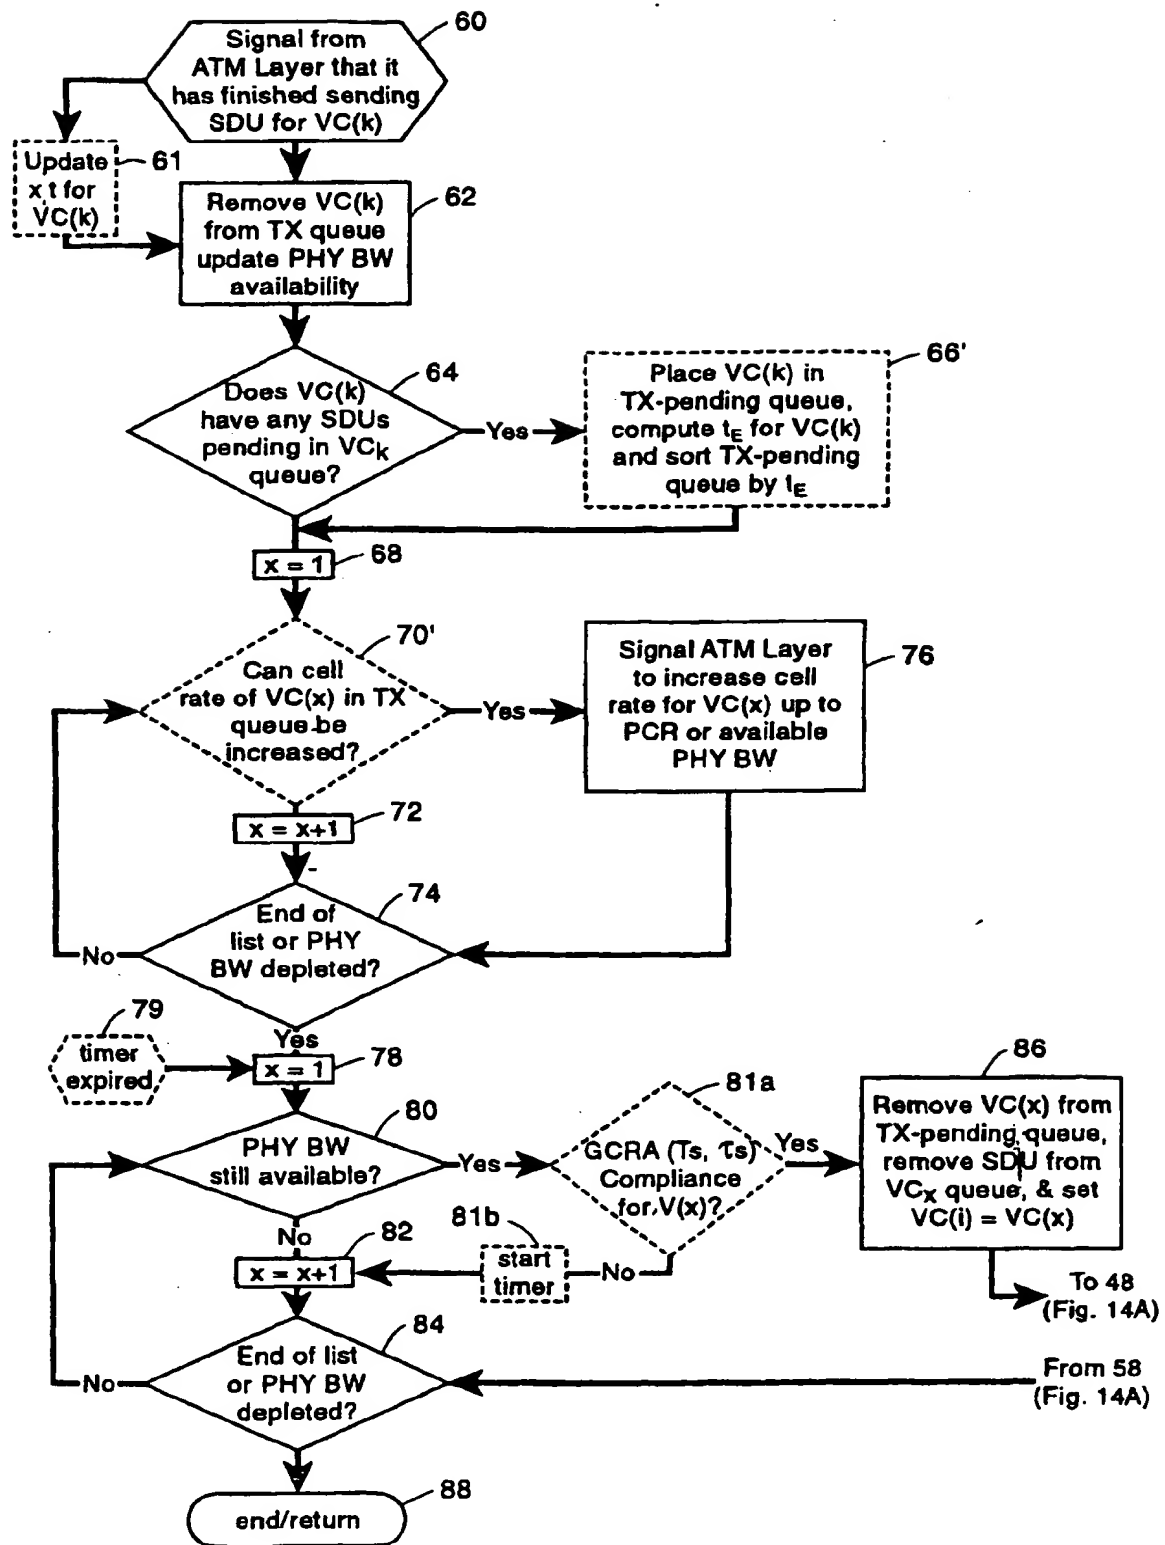 60
Signal from
ATM Layer that it
has finished sending
SDU for VC(k)
Update
x,t for
VC(k)
61
Remove VC(k)
from TX queue
update PHY BW
availability
62
Does VC(k)
have any SDUs
pending in VCk
queue?
64
Yes
66'
Place VC(k) in
TX-pending queue,
compute tE for VC(k)
and sort TX-pending
queue by tE
x = 1
68
70'
Can cell
rate of VC(x) in TX
queue be
increased?
Yes
76
Signal ATM Layer
to increase cell
rate for VC(x) up to
PCR or available
PHY BW
72
x = x+1
74
End of
list or PHY
BW depleted?
No
Yes
79
timer
expired
x = 1
78
80
PHY BW
still available?
Yes
No
81a
GCRA (Ts, τs)
Compliance
for V(x)?
Yes
No
86
Remove VC(x) from
TX-pending queue,
remove SDU from
VCx queue, & set
VC(i) = VC(x)
To 48
(Fig. 14A)
81b
start
timer
82
x = x+1
84
End of list
or PHY BW
depleted?
No
From 58
(Fig. 14A)
88
end/return